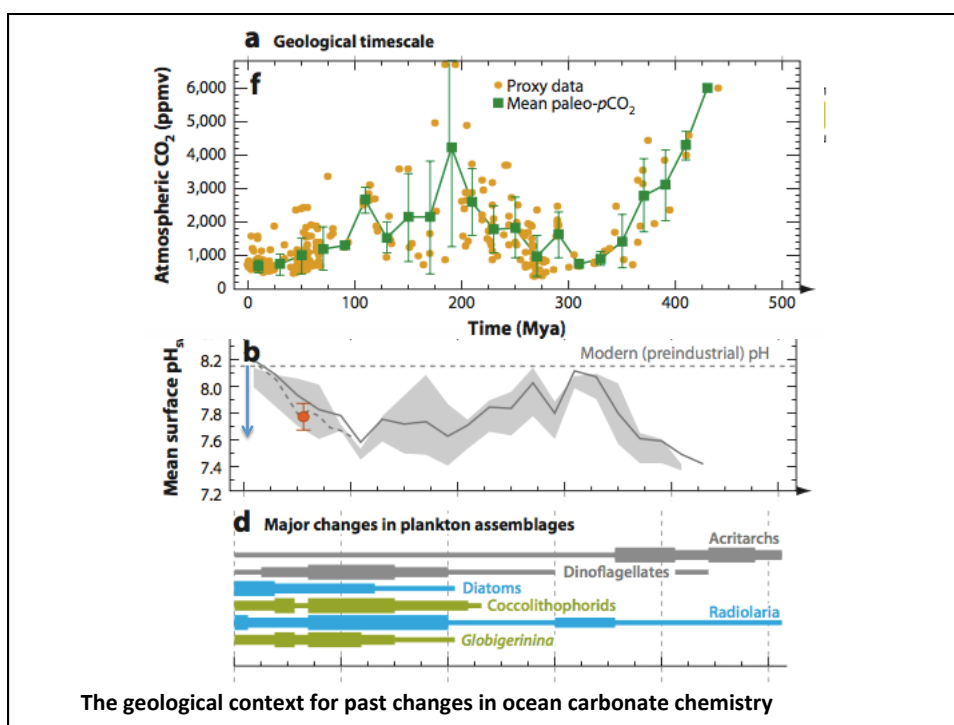 a Geological timescale
f
Atmospheric CO2 (ppmv)
6,000
5,000
4,000
3,000
2,000
1,000
0
Proxy data
Mean paleo-pCO2
0 100 200 300 400 500
Time (Mya)
b
Mean surface pH
8.2
8.0
7.8
7.6
7.4
7.2
Modern (preindustrial) pH
d Major changes in plankton assemblages
Acritarchs
Dinoflagellates
Diatoms
Coccolithophorids
Radiolaria
Globigerinina
The geological context for past changes in ocean carbonate chemistry